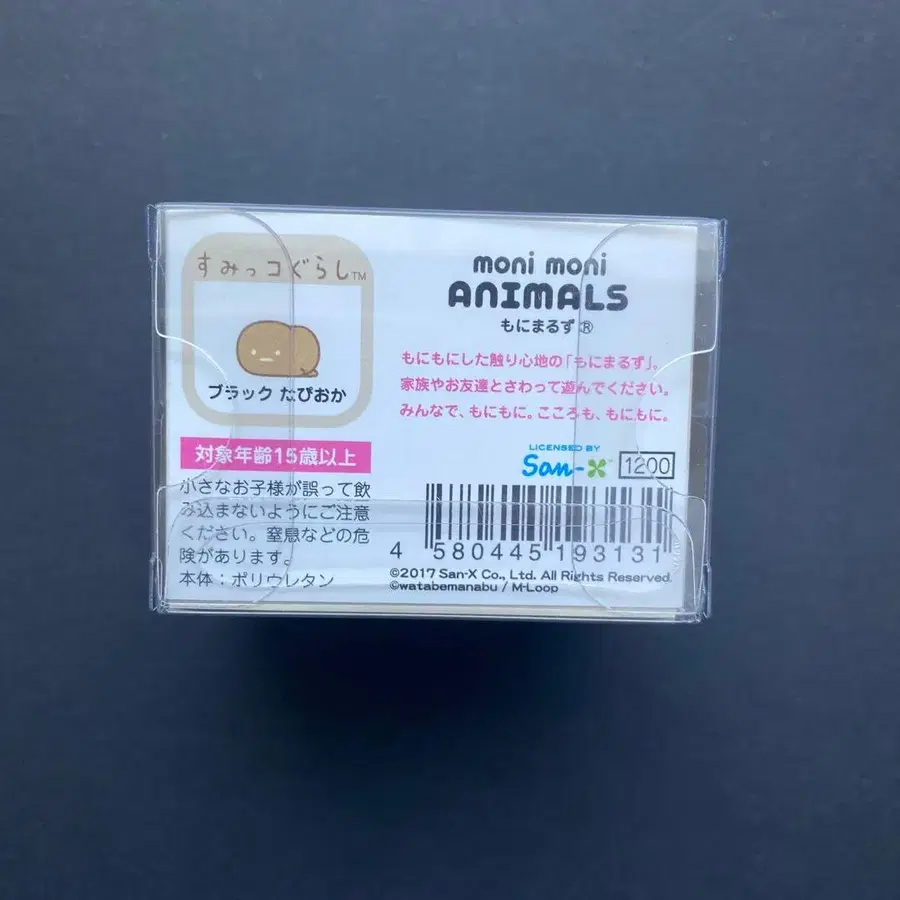 すみっコぐらし™
ブラック たぴおか
対象年齢15歳以上
小さなお子様が誤って飲
み込まないようにご注意
ください。窒息などの危
険があります。
本体：ポリウレタン
moni moni
ANIMALS
もにまるず®
もにもにした触り心地の「もにまるず」。
家族やお友達とさわって遊んでください。
みんなで、もにもに。こころも、もにもに。
LICENSED BY
San-X™ 1200
4 580445 193131
©2017 San-X Co., Ltd. All Rights Reserved.
©watabemanabu / M-Loop